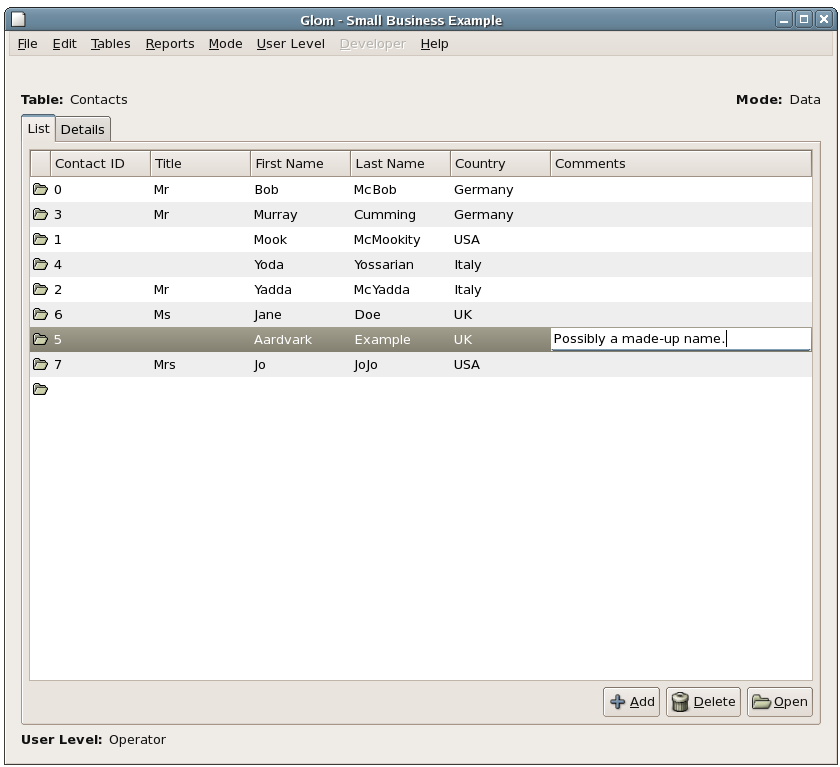 Glom - Small Business Example
File Edit Tables Reports Mode User Level Developer Help
Table: Contacts Mode: Data
List Details
Contact ID Title First Name Last Name Country Comments
0 Mr Bob McBob Germany
3 Mr Murray Cumming Germany
1 Mook McMookity USA
4 Yoda Yossarian Italy
2 Mr Yadda McYadda Italy
6 Ms Jane Doe UK
5 Aardvark Example UK Possibly a made-up name.
7 Mrs Jo JoJo USA
Add Delete Open
User Level: Operator